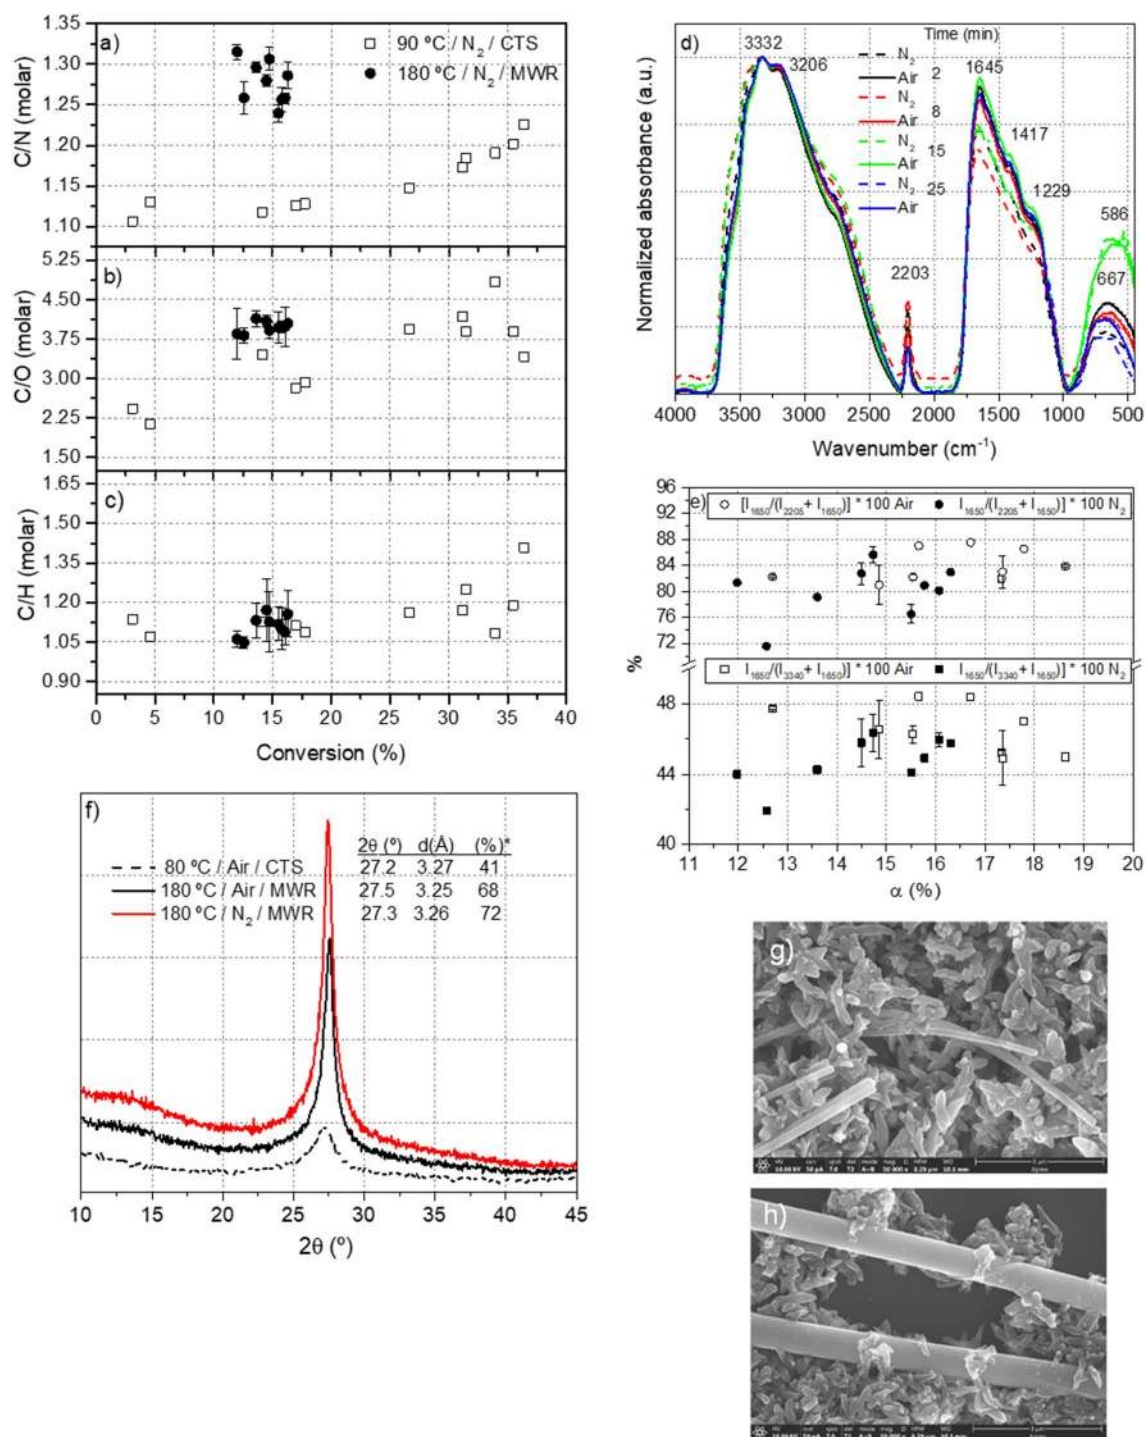 a)
□ 90 ºC / N₂ / CTS
● 180 ºC / N₂ / MWR
C/N (molar)
1.35
1.30
1.25
1.20
1.15
1.10
b)
C/O (molar)
5.25
4.50
3.75
3.00
2.25
1.50
c)
C/H (molar)
1.65
1.50
1.35
1.20
1.05
0.90
0 5 10 15 20 25 30 35 40
Conversion (%)
d)
Time (min)
N₂
Air 2
N₂
Air 8
N₂
Air 15
N₂
Air 25
3332
3206
2203
1645
1417
1229
586
667
Normalized absorbance (a.u.)
4000 3500 3000 2500 2000 1500 1000 500
Wavenumber (cm⁻¹)
e)
○ [I₁₆₅₀/(I₂₂₀₅+ I₁₆₅₀)] * 100 Air ● I₁₆₅₀/(I₂₂₀₅+ I₁₆₅₀)] * 100 N₂
96
92
88
84
80
76
72
%
□ I₁₆₅₀/(I₃₃₄₀+ I₁₆₅₀)] * 100 Air ■ I₁₆₅₀/(I₃₃₄₀+ I₁₆₅₀)] * 100 N₂
48
44
40
11 12 13 14 15 16 17 18 19 20
α (%)
f)
2θ (º) d(Å) (%)*
80 ºC / Air / CTS 27.2 3.27 41
180 ºC / Air / MWR 27.5 3.25 68
180 ºC / N₂ / MWR 27.3 3.26 72
10 15 20 25 30 35 40 45
2θ (º)
g)
h)